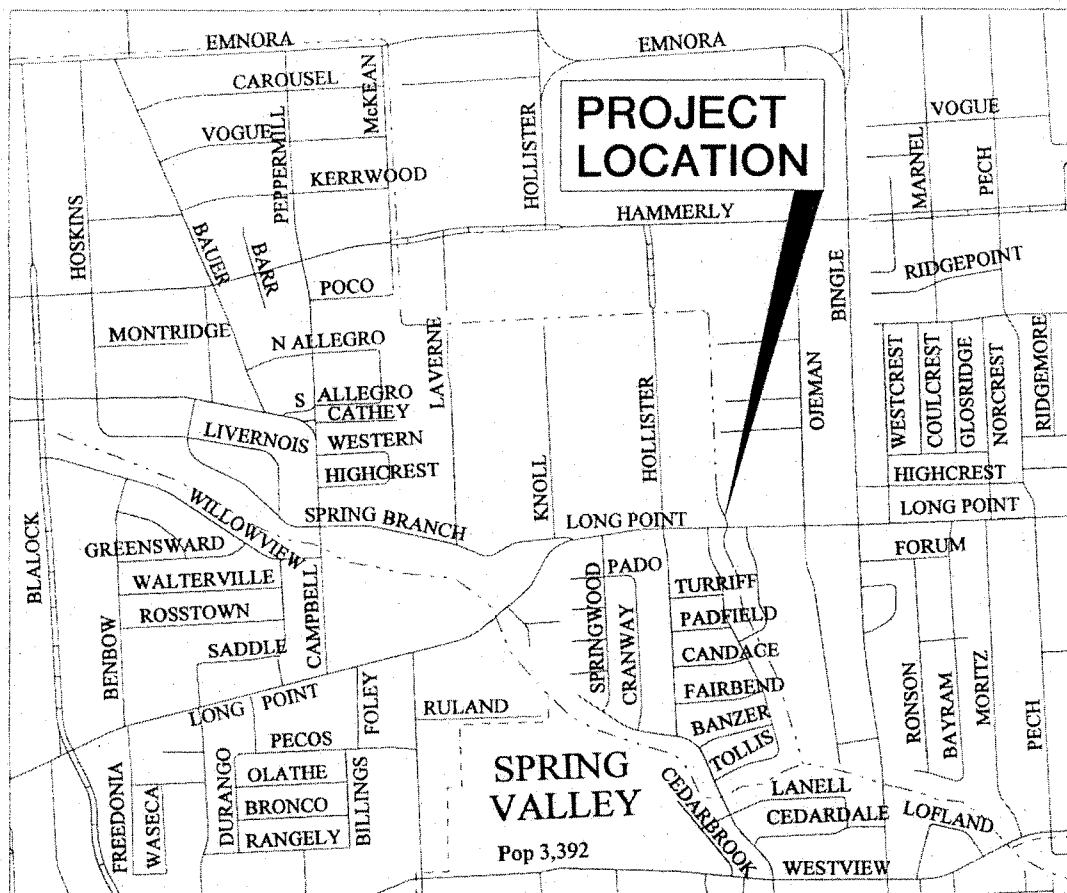 EMNORA
EMNORA
CAROUSEL
McKEAN
PROJECT
LOCATION
VOGUE
VOGUE
PEPPERMILL
HOLLISTER
MARNEL
PECH
KERRWOOD
HAMMERLY
HOSKINS
BAUER
BARR
BINGLE
RIDGEPOINT
POCO
MONTRIDGE
N ALLEGRO
LAVERNE
HOLLISTER
OJEMAN
WESTCREST
COULCREST
GLOSRIDGE
NORCREST
RIDGEMORE
S ALLEGRO
CATHEY
LIVERNOIS
WESTERN
HIGHCREST
HIGHCREST
KNOLL
WILLOWVIEW
SPRING BRANCH
LONG POINT
LONG POINT
BLALOCK
GREENSWARD
FORUM
WALTERVILLE
CAMPBELL
PADO
TURRIFF
SPRINGWOOD
CRANWAY
ROSSTOWN
PADFIELD
BENBOW
SADDLE
CANDACE
FAIRBEND
RONSON
BAYRAM
MORITZ
PECH
LONG POINT
FOLEY
RULAND
BANZER
TOLLIS
PECOS
FREEDONIA
WASECA
DURANGO
OLATHE
BILLINGS
SPRING
VALLEY
CEDARBROOK
LANELL
BRONCO
CEDARDALE
LOFLAND
RANGELY
Pop 3,392
WESTVIEW